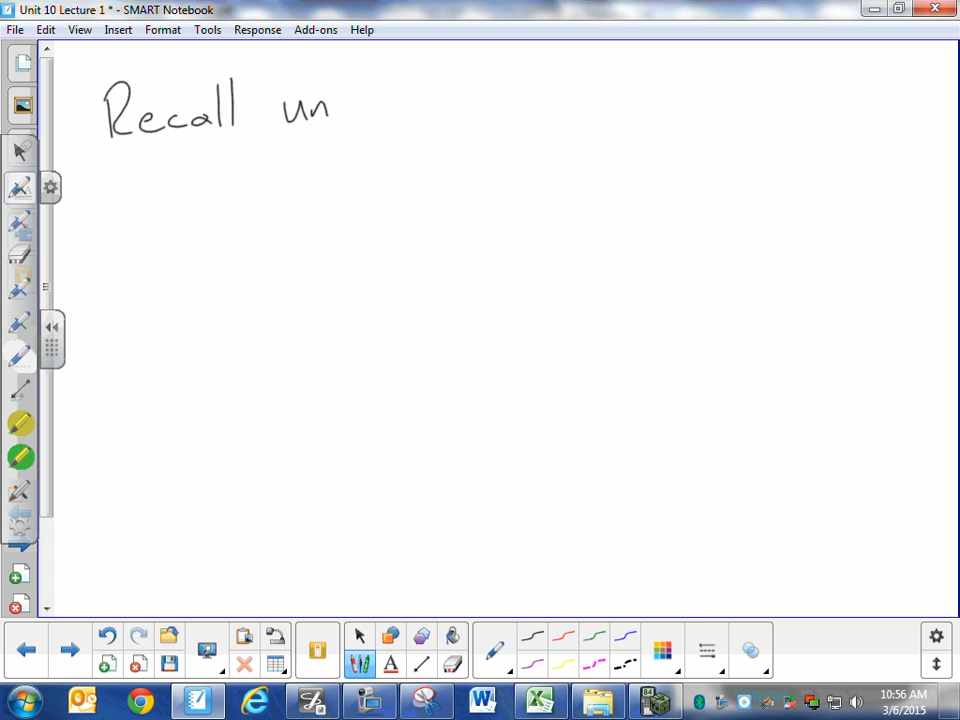 Unit 10 Lecture 1 * - SMART Notebook
File Edit View Insert Format Tools Response Add-ons Help
Recall un
A
10:56 AM
3/6/2015